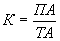 К = ПА / ТА